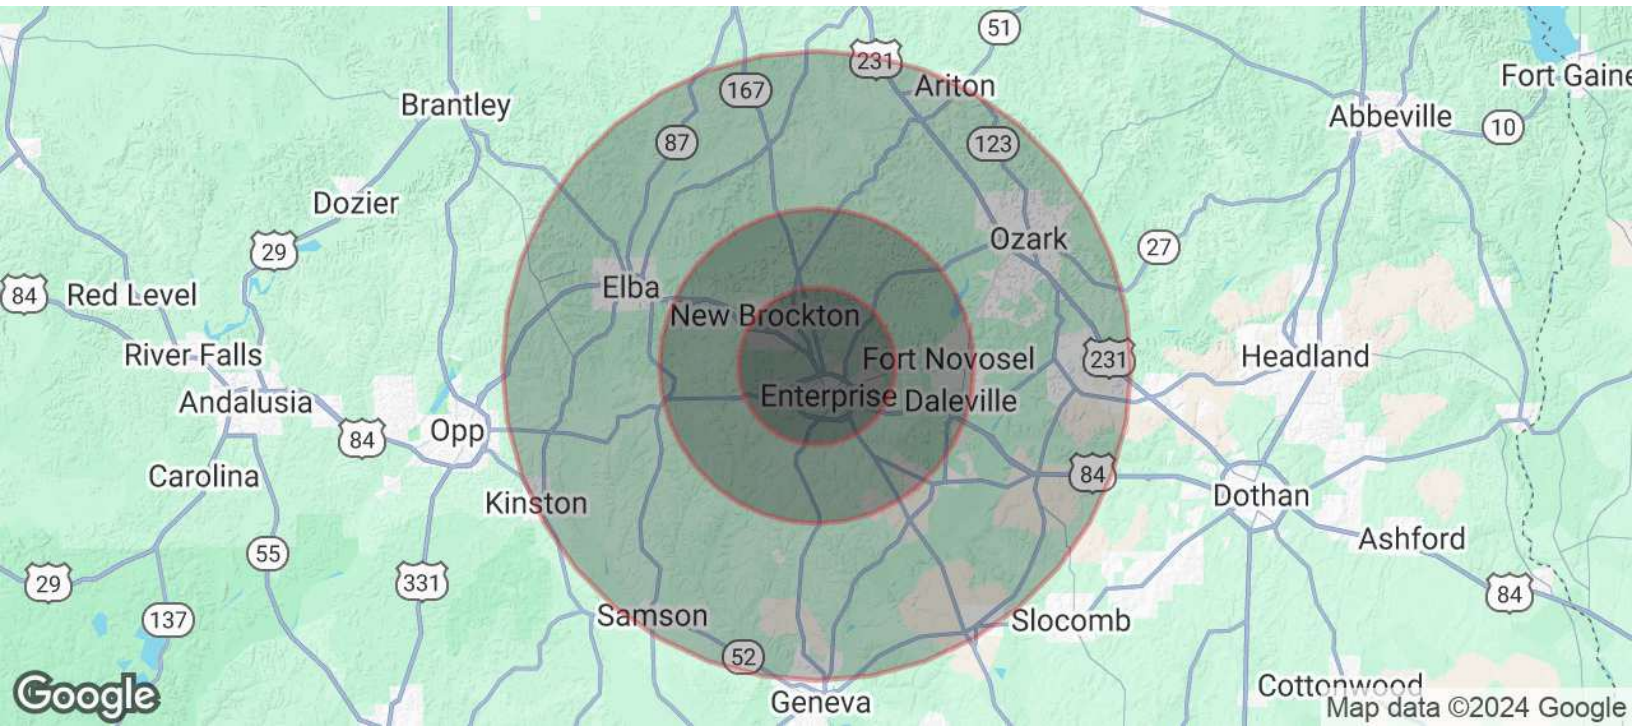 51
231
Fort Gaine
Ariton
167
Brantley
Abbeville
10
87
123
Dozier
Ozark
27
29
Elba
84
Red Level
New Brockton
River Falls
Fort Novosel
231
Headland
Enterprise
Daleville
Andalusia
Opp
84
Carolina
84
Kinston
Dothan
Ashford
55
29
331
84
137
Samson
Slocomb
52
Cottonwood
Google
Geneva
Map data ©2024 Google